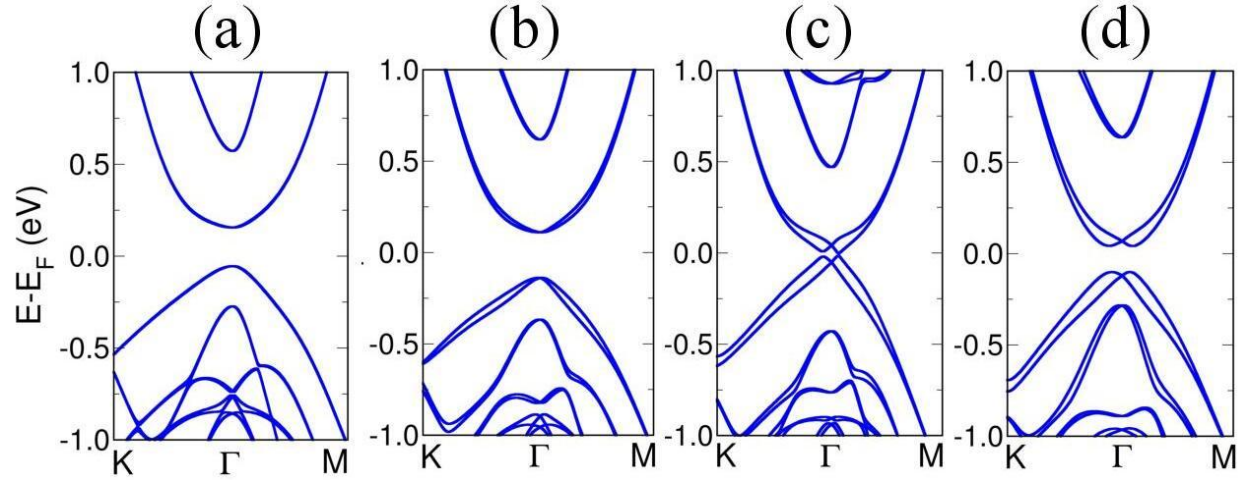 (a) (b) (c) (d)
1.0 1.0 1.0 1.0
0.5 0.5 0.5 0.5
0.0 0.0 0.0 0.0
-0.5 -0.5 -0.5 -0.5
-1.0 -1.0 -1.0 -1.0
E-E_F (eV)
K Γ M K Γ M K Γ M K Γ M